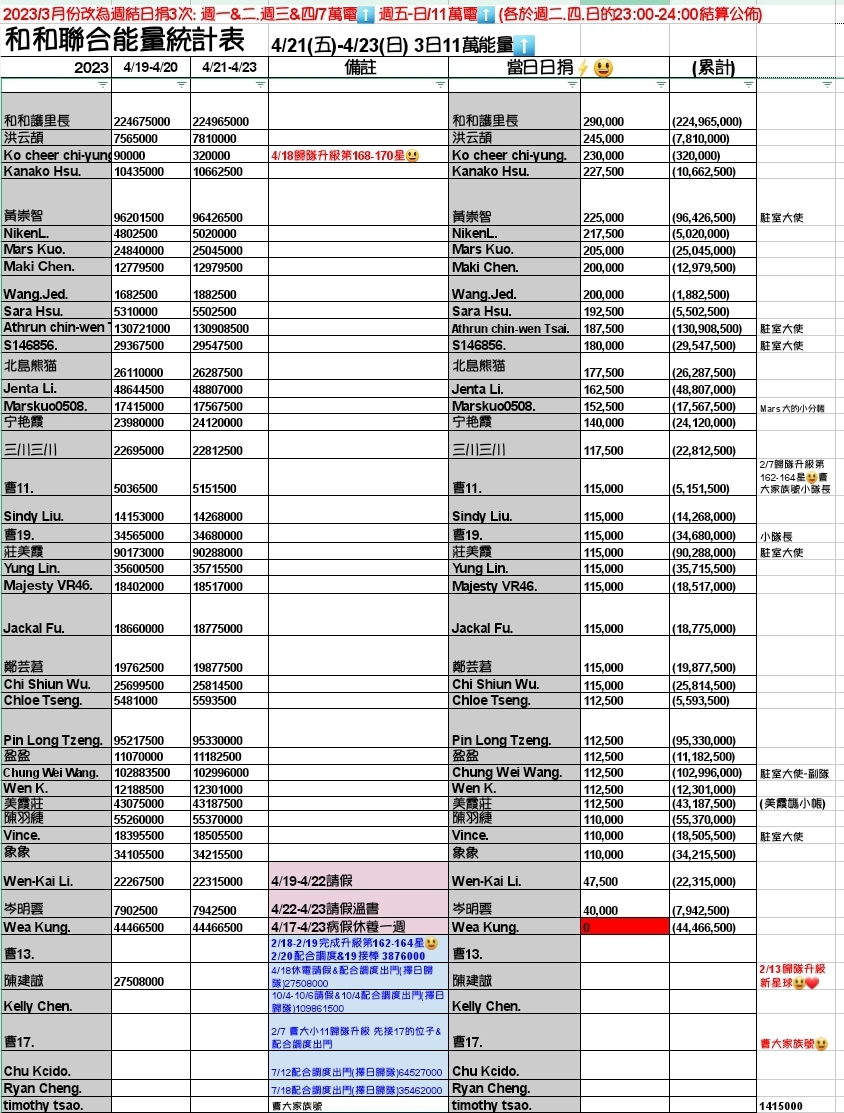 2023/3月份改為週結日捐3次: 週一&二.週三&四/7萬電⬆️ 週五-日/11萬電⬆️ (各於週二.四.日的23:00-24:00結算公佈)
和和聯合能量統計表 4/21(五)-4/23(日) 3日11萬能量⬆️
2023 4/19-4/20 4/21-4/23 備註 當日日捐⚡😃 (累計)
和和護里長 224675000 224965000 和和護里長 290,000 (224,965,000)
洪云頡 7565000 7810000 洪云頡 245,000 (7,810,000)
Ko cheer chi-yung 90000 320000 4/18歸隊升級第168-170星😃 Ko cheer chi-yung. 230,000 (320,000)
Kanako Hsu. 10435000 10662500 Kanako Hsu. 227,500 (10,662,500)
黃崇智 96201500 96426500 黃崇智 225,000 (96,426,500) 駐室大使
NikenL. 4802500 5020000 NikenL. 217,500 (5,020,000)
Mars Kuo. 24840000 25045000 Mars Kuo. 205,000 (25,045,000)
Maki Chen. 12779500 12979500 Maki Chen. 200,000 (12,979,500)
Wang.Jed. 1682500 1882500 Wang.Jed. 200,000 (1,882,500)
Sara Hsu. 5310000 5502500 Sara Hsu. 192,500 (5,502,500)
Athrun chin-wen T 130721000 130908500 Athrun chin-wen Tsai. 187,500 (130,908,500) 駐室大使
S146856. 29367500 29547500 S146856. 180,000 (29,547,500) 駐室大使
北島熊猫 26110000 26287500 北島熊猫 177,500 (26,287,500)
Jenta Li. 48644500 48807000 Jenta Li. 162,500 (48,807,000)
Marskuo0508. 17415000 17567500 Marskuo0508. 152,500 (17,567,500) Mars大的小分帳
宁艳霞 23980000 24120000 宁艳霞 140,000 (24,120,000)
三川三川 22695000 22812500 三川三川 117,500 (22,812,500)
曹11. 5036500 5151500 曹11. 115,000 (5,151,500) 2/7歸隊升級第
162-164星😃曹
大家族號小隊長
Sindy Liu. 14153000 14268000 Sindy Liu. 115,000 (14,268,000)
曹19. 34565000 34680000 曹19. 115,000 (34,680,000) 小隊長
莊美霞 90173000 90288000 莊美霞 115,000 (90,288,000) 駐室大使
Yung Lin. 35600500 35715500 Yung Lin. 115,000 (35,715,500)
Majesty VR46. 18402000 18517000 Majesty VR46. 115,000 (18,517,000)
Jackal Fu. 18660000 18775000 Jackal Fu. 115,000 (18,775,000)
鄭芸菪 19762500 19877500 鄭芸菪 115,000 (19,877,500)
Chi Shiun Wu. 25699500 25814500 Chi Shiun Wu. 115,000 (25,814,500)
Chloe Tseng. 5481000 5593500 Chloe Tseng. 112,500 (5,593,500)
Pin Long Tzeng. 95217500 95330000 Pin Long Tzeng. 112,500 (95,330,000)
盈盈 11070000 11182500 盈盈 112,500 (11,182,500)
Chung Wei Wang. 102883500 102996000 Chung Wei Wang. 112,500 (102,996,000) 駐室大使-副隊
Wen K. 12188500 12301000 Wen K. 112,500 (12,301,000)
美霞莊 43075000 43187500 美霞莊 112,500 (43,187,500) (美霞議小帳)
陳羽緁 55260000 55370000 陳羽緁 110,000 (55,370,000)
Vince. 18395500 18505500 Vince. 110,000 (18,505,500) 駐室大使
象象 34105500 34215500 象象 110,000 (34,215,500)
Wen-Kai Li. 22267500 22315000 4/19-4/22請假 Wen-Kai Li. 47,500 (22,315,000)
岑明雲 7902500 7942500 4/22-4/23請假溫書 岑明雲 40,000 (7,942,500)
Wea Kung. 44466500 44466500 4/17-4/23病假休養一週 Wea Kung. 0 (44,466,500)
曹13. 2/18-2/19完成升級第162-164星😃
2/20配合調度&19接棒 3876000 曹13.
陳建誠 27508000 4/18休電請假&配合調度出門(擇日歸
隊)27508000 陳建誠 2/13歸隊升級
新星球😃❤️
Kelly Chen. 10/4-10/6請假&10/4配合調度出門(擇日
歸隊)109861500 Kelly Chen.
曹17. 2/7 曹大小11歸隊升級 先接17的位子&
配合調度出門 曹17. 曹大家族號😃
Chu Kcido. 7/12配合調度出門(擇日歸隊)64527000 Chu Kcido.
Ryan Cheng. 7/18配合調度出門(擇日歸隊)35462000 Ryan Cheng.
timothy tsao. 曹大家族號 timothy tsao. 1415000